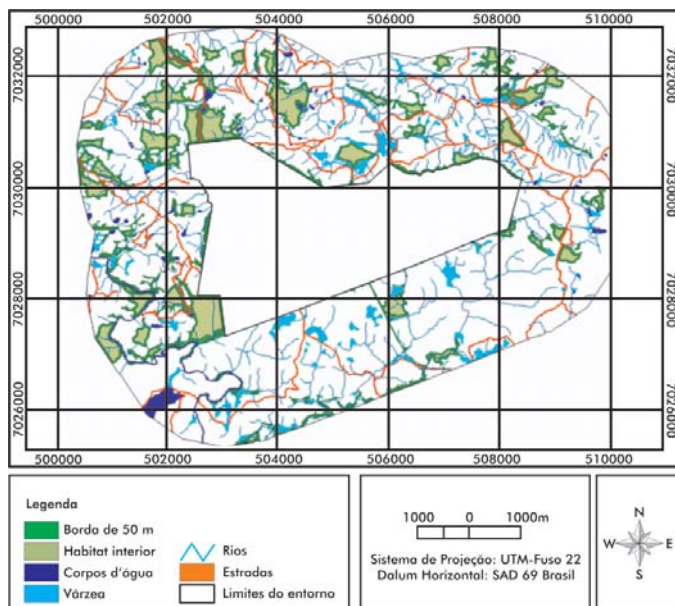 500000 502000 504000 506000 508000 510000
7032000 7032000
7030000 7030000
7028000 7028000
7026000 7026000
500000 502000 504000 506000 508000 510000
Legenda
Borda de 50 m
Habitat interior
Corpos d'água
Várzea
Rios
Estradas
Limites do entorno
1000 0 1000m
Sistema de Projeção: UTM-Fuso 22
Dalum Horizontal: SAD 69 Brasil
N
W E
S